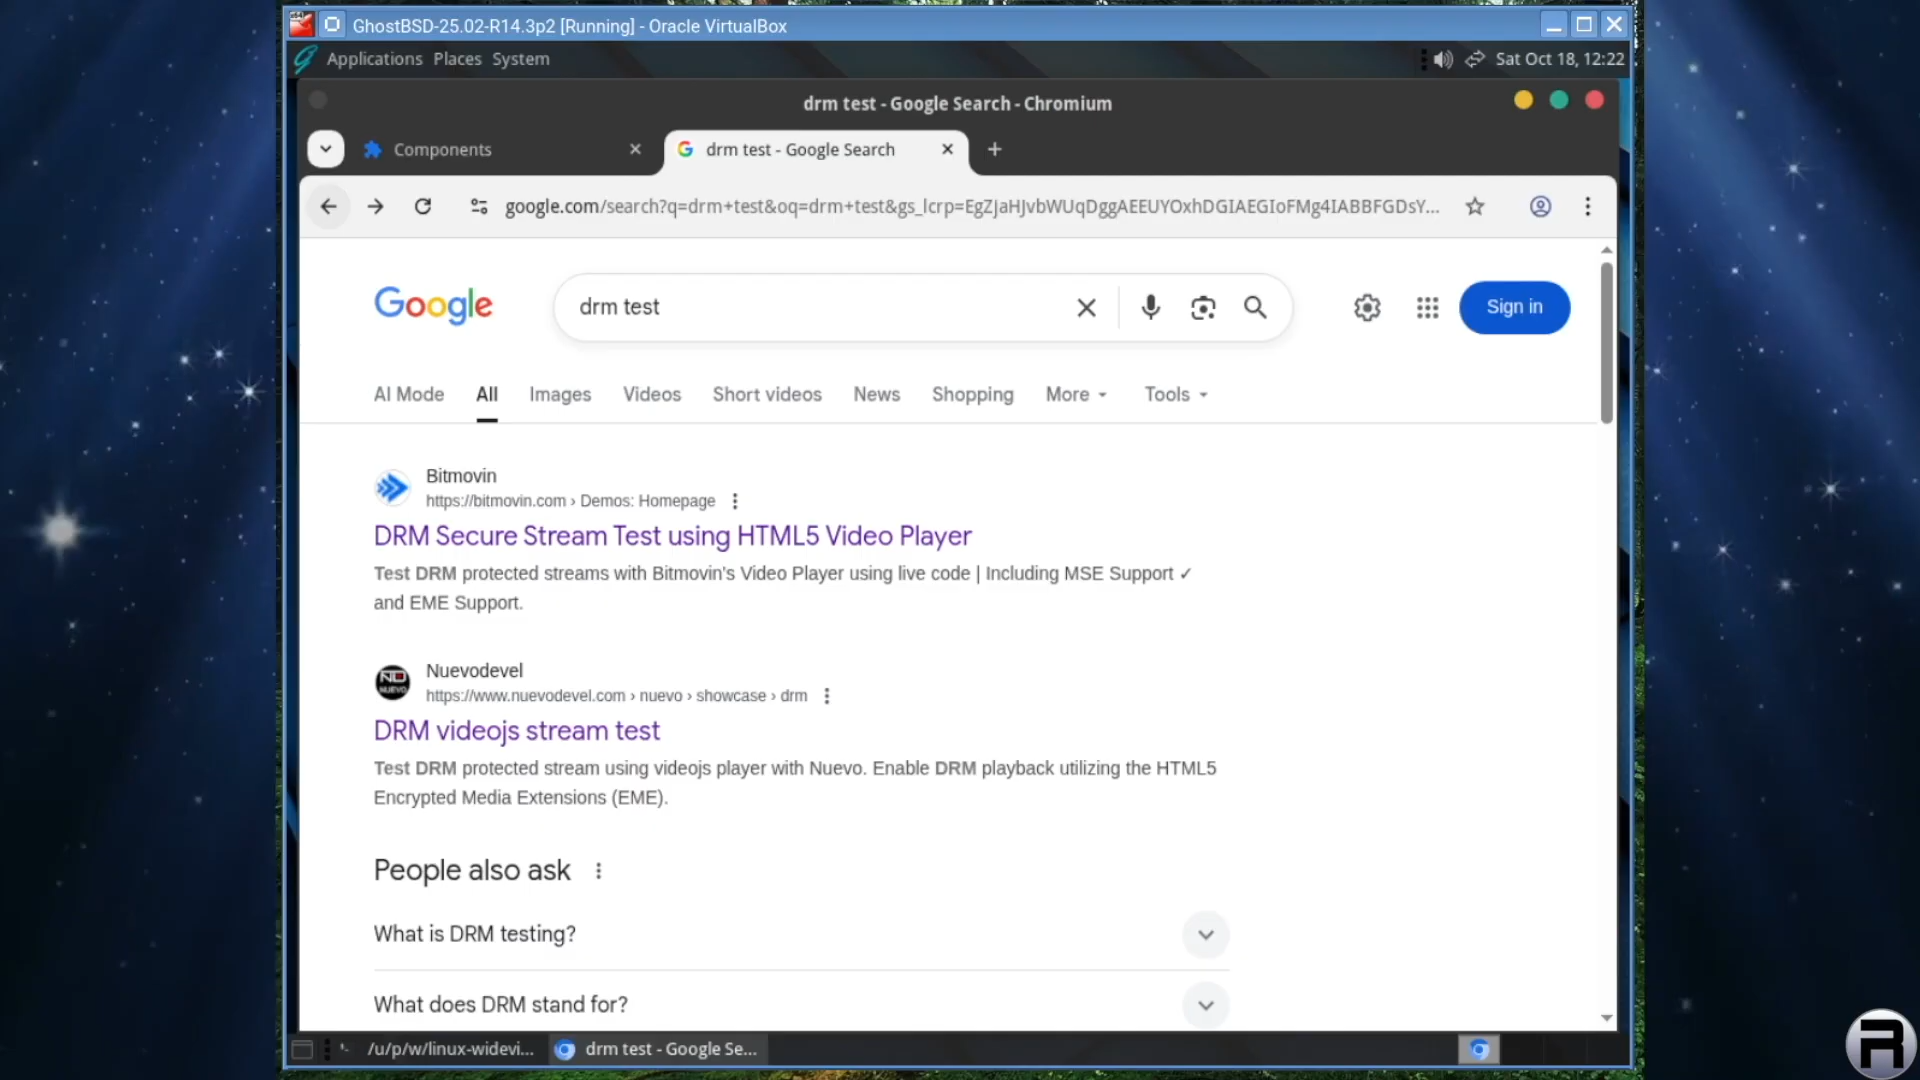 GhostBSD-25.02-R14.3p2 [Running] - Oracle VirtualBox
Applications Places System
Sat Oct 18, 12:22
drm test - Google Search - Chromium
Components
drm test - Google Search
google.com/search?q=drm+test&oq=drm+test&gs_lcrp=EgZjaHJvbWUqDggAEEUYOxhDGIAEGIoFMg4IABBFGDsY...
Google
drm test
Sign in
AI Mode All Images Videos Short videos News Shopping More Tools
Bitmovin
https://bitmovin.com › Demos: Homepage
DRM Secure Stream Test using HTML5 Video Player
Test DRM protected streams with Bitmovin's Video Player using live code | Including MSE Support ✓
and EME Support.
ND
NUEVO
Nuevodevel
https://www.nuevodevel.com › nuevo › showcase › drm
DRM videojs stream test
Test DRM protected stream using videojs player with Nuevo. Enable DRM playback utilizing the HTML5
Encrypted Media Extensions (EME).
People also ask
What is DRM testing?
What does DRM stand for?
/u/p/w/linux-widevi...
drm test - Google Se...
R